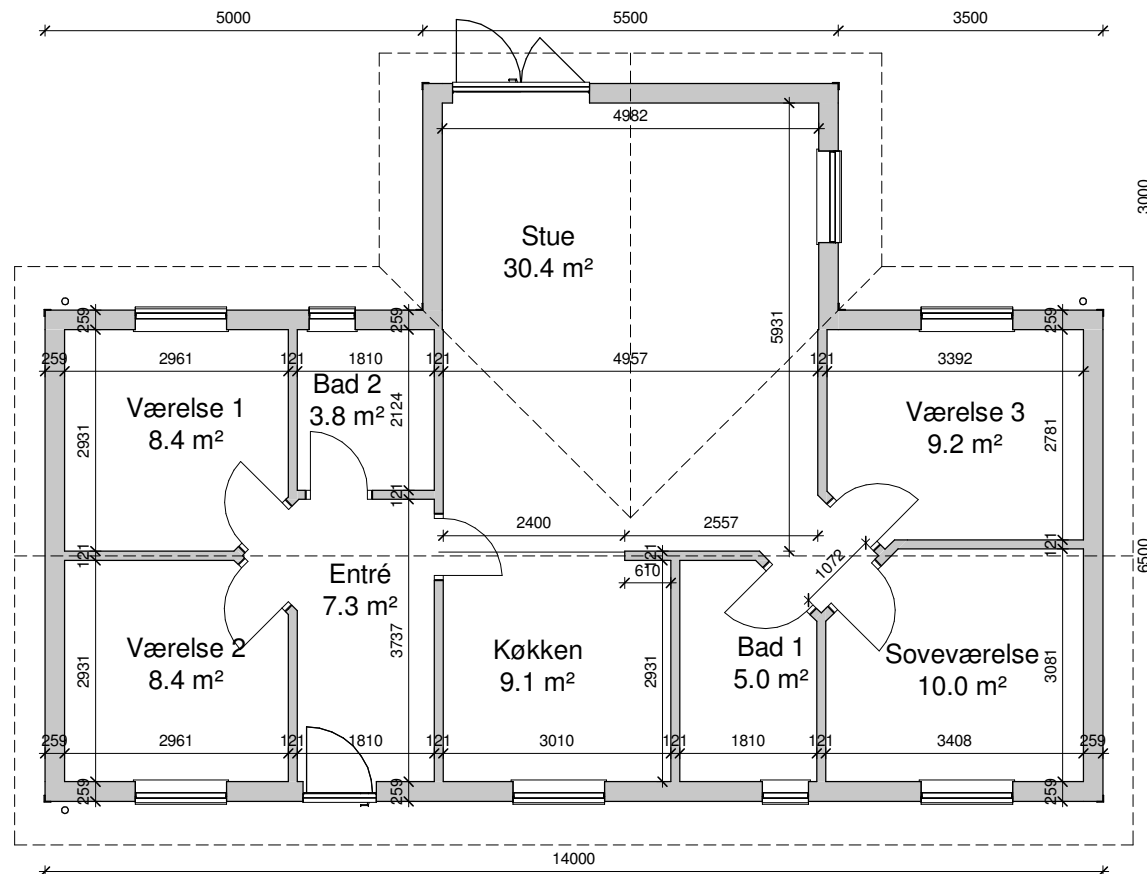 5000
5500
3500
4982
3000
Stue
30.4 m²
5931
259
259
259
259
2961
121
1810
121
4957
121
3392
Værelse 1
8.4 m²
Bad 2
3.8 m²
Værelse 3
9.2 m²
2931
2124
2781
121
2400
2557
121
121
121
121
610
1072
6500
Entré
7.3 m²
Værelse 2
8.4 m²
Køkken
9.1 m²
Bad 1
5.0 m²
Soveværelse
10.0 m²
2931
3737
2931
3081
259
2961
121
1810
121
3010
121
1810
121
3408
259
259
259
259
14000